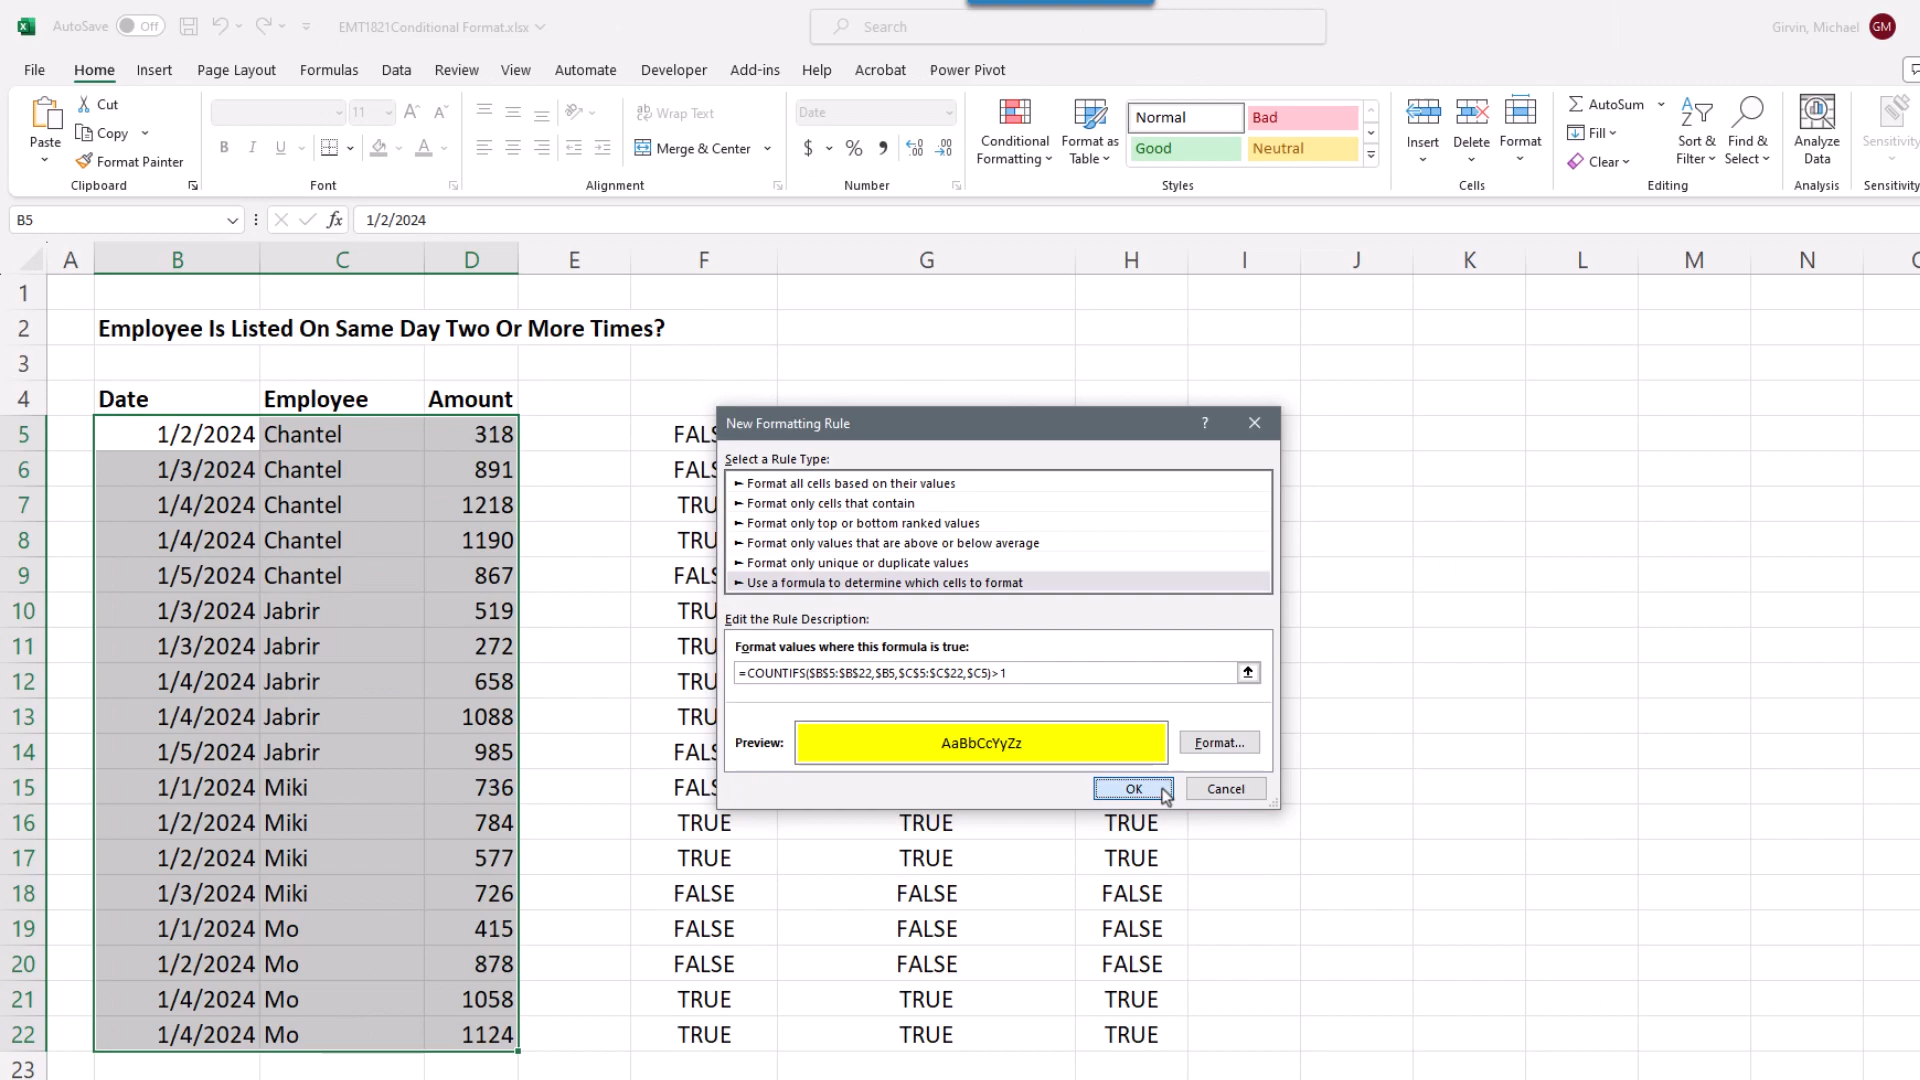 AutoSave Off EMT1821Conditional Format.xlsx Search Girvin, Michael GM
File Home Insert Page Layout Formulas Data Review View Automate Developer Add-ins Help Acrobat Power Pivot
Paste Cut Copy Format Painter Clipboard
11 B I U Font
Wrap Text Merge & Center Alignment
Date $ % 9 Number
Conditional Formatting Format as Table Normal Bad Good Neutral Styles
Insert Delete Format Cells
AutoSum Fill Clear Sort & Filter Find & Select Editing
Analyze Data Analysis
Sensitivity Sensitivity
B5 fx 1/2/2024
A B C D E F G H I J K L M N
1
2 Employee Is Listed On Same Day Two Or More Times?
3
4 Date Employee Amount
5 1/2/2024 Chantel 318 FALS
6 1/3/2024 Chantel 891 FALS
7 1/4/2024 Chantel 1218 TRU
8 1/4/2024 Chantel 1190 TRU
9 1/5/2024 Chantel 867 FALS
10 1/3/2024 Jabrir 519 TRU
11 1/3/2024 Jabrir 272 TRU
12 1/4/2024 Jabrir 658 TRU
13 1/4/2024 Jabrir 1088 TRU
14 1/5/2024 Jabrir 985 FALS
15 1/1/2024 Miki 736 FALS
16 1/2/2024 Miki 784 TRUE TRUE TRUE
17 1/2/2024 Miki 577 TRUE TRUE TRUE
18 1/3/2024 Miki 726 FALSE FALSE FALSE
19 1/1/2024 Mo 415 FALSE FALSE FALSE
20 1/2/2024 Mo 878 FALSE FALSE FALSE
21 1/4/2024 Mo 1058 TRUE TRUE TRUE
22 1/4/2024 Mo 1124 TRUE TRUE TRUE
23
New Formatting Rule ?
Select a Rule Type:
► Format all cells based on their values
► Format only cells that contain
► Format only top or bottom ranked values
► Format only values that are above or below average
► Format only unique or duplicate values
► Use a formula to determine which cells to format
Edit the Rule Description:
Format values where this formula is true:
=COUNTIFS($B$5:$B$22,$B5,$C$5:$C$22,$C5)>1
Preview: AaBbCcYyZz Format...
OK Cancel